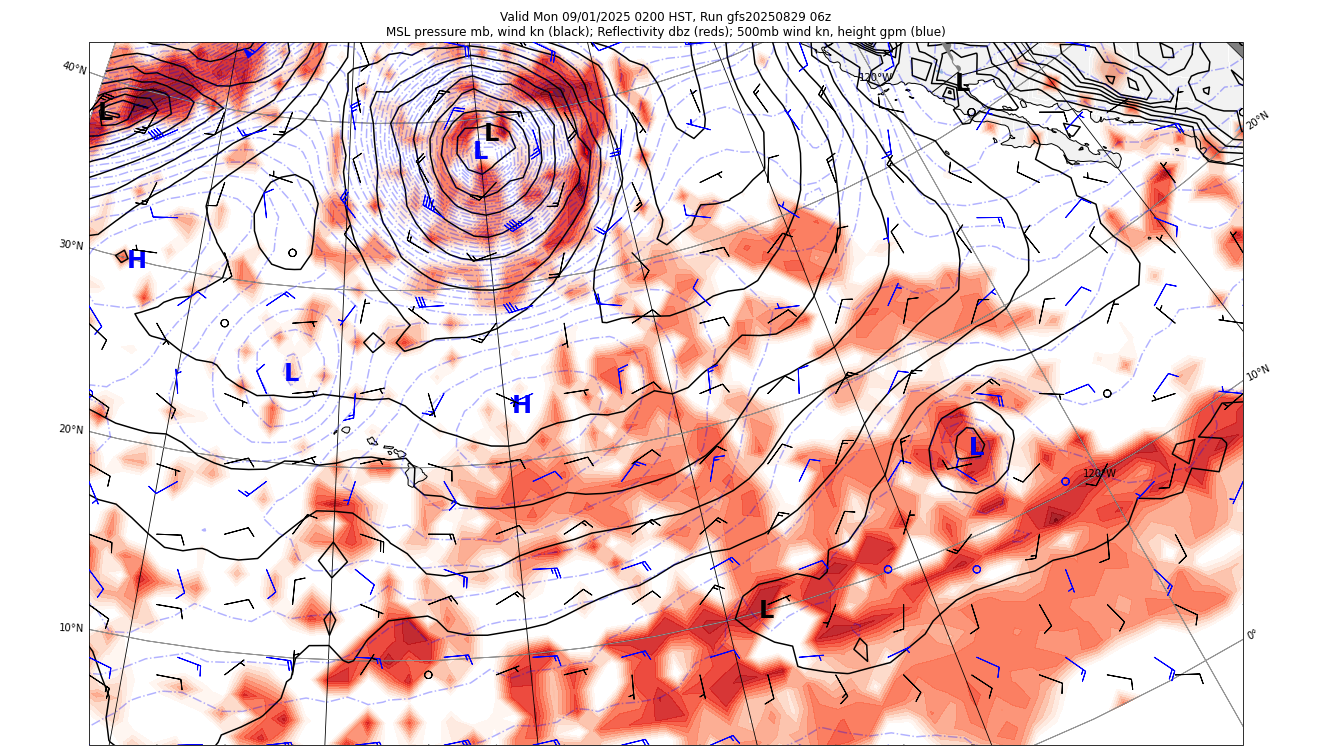 Valid Mon 09/01/2025 0200 HST, Run gfs20250829 06z
MSL pressure mb, wind kn (black); Reflectivity dbz (reds); 500mb wind kn, height gpm (blue)
40°N
120°W
L
L
L
L
20°N
30°N
H
L
H
10°N
20°N
L
120°W
L
10°N
0°